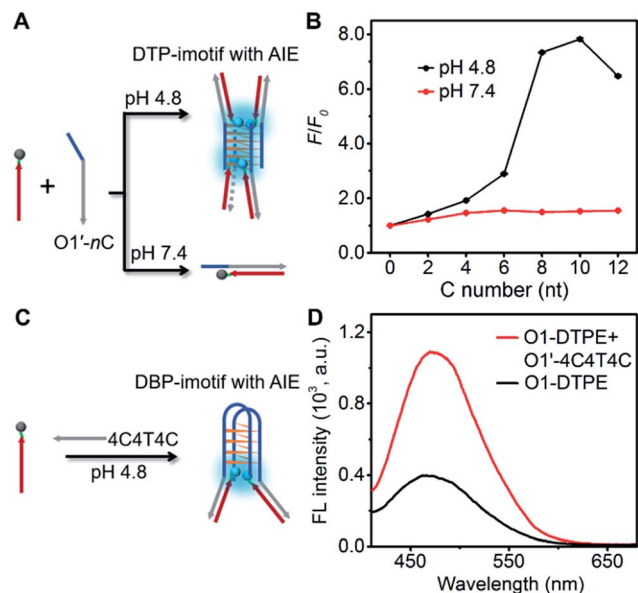 A
DTP-imotif with AIE
pH 4.8
+
O1'-nC
pH 7.4
B
8.0
6.0
4.0
2.0
0.0
F/F0
pH 4.8
pH 7.4
0 2 4 6 8 10 12
C number (nt)
C
DBP-imotif with AIE
4C4T4C
pH 4.8
D
1.2
0.8
0.4
0.0
FL intensity (10³, a.u.)
O1-DTPE+
O1'-4C4T4C
O1-DTPE
450 550 650
Wavelength (nm)